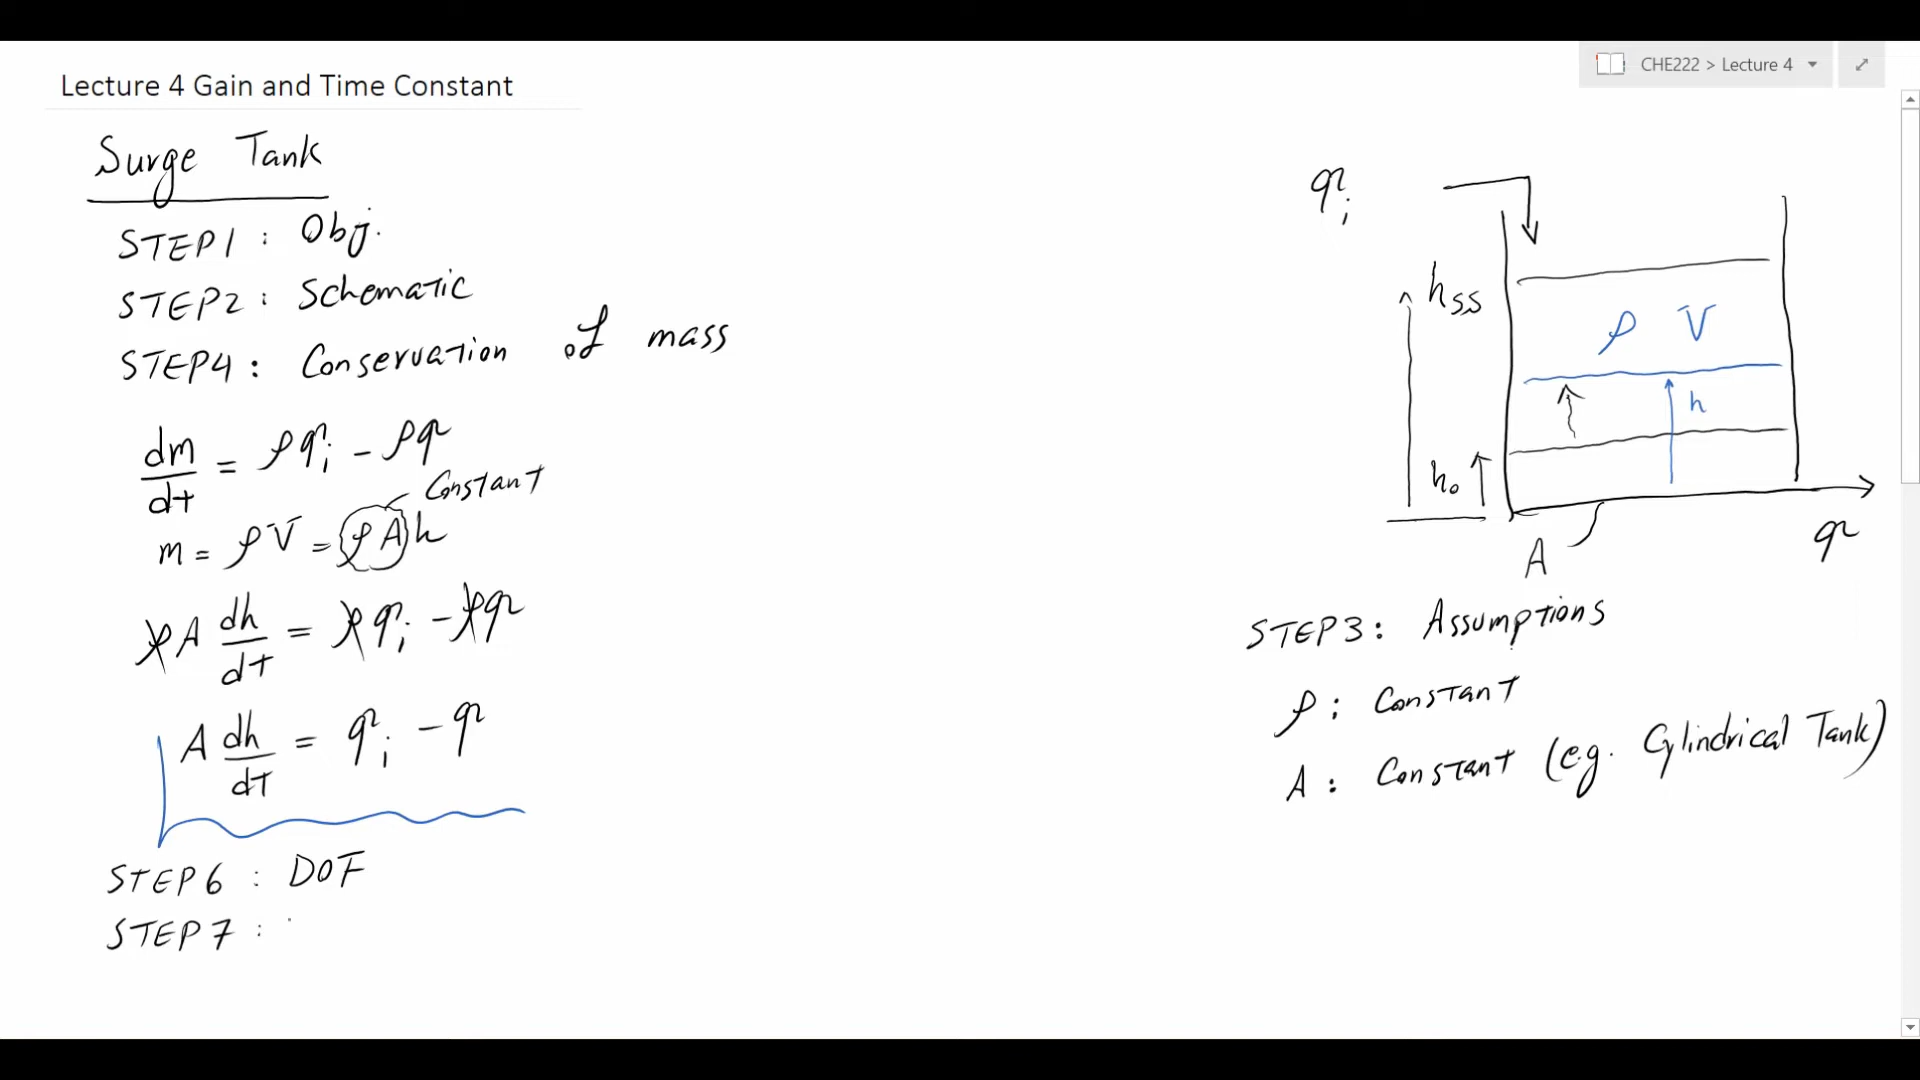 CHE222 > Lecture 4
Lecture 4 Gain and Time Constant
Surge Tank
STEP1 : Obj.
STEP2 : Schematic
STEP4 : Conservation of mass
dm/dt = ρqᵢ - ρq
Constant
m = ρV = ρAh
ρA dh/dt = ρqᵢ - ρq
A dh/dt = qᵢ - q
STEP6 : DOF
STEP7 :
qᵢ
hss
ρ V
h
h₀
A
q
STEP3 : Assumptions
ρ : Constant
A : Constant (e.g. Cylindrical Tank)